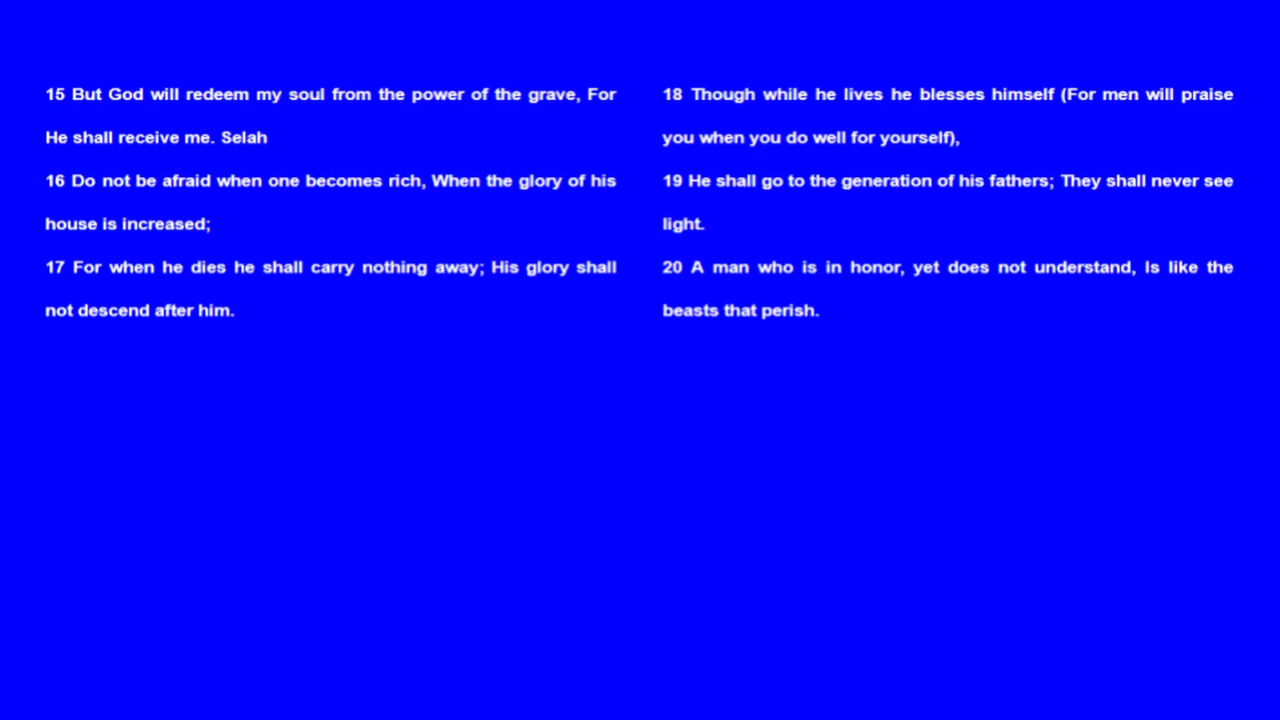 15 But God will redeem my soul from the power of the grave, For
He shall receive me. Selah
16 Do not be afraid when one becomes rich, When the glory of his
house is increased;
17 For when he dies he shall carry nothing away; His glory shall
not descend after him.
18 Though while he lives he blesses himself (For men will praise
you when you do well for yourself),
19 He shall go to the generation of his fathers; They shall never see
light.
20 A man who is in honor, yet does not understand, Is like the
beasts that perish.